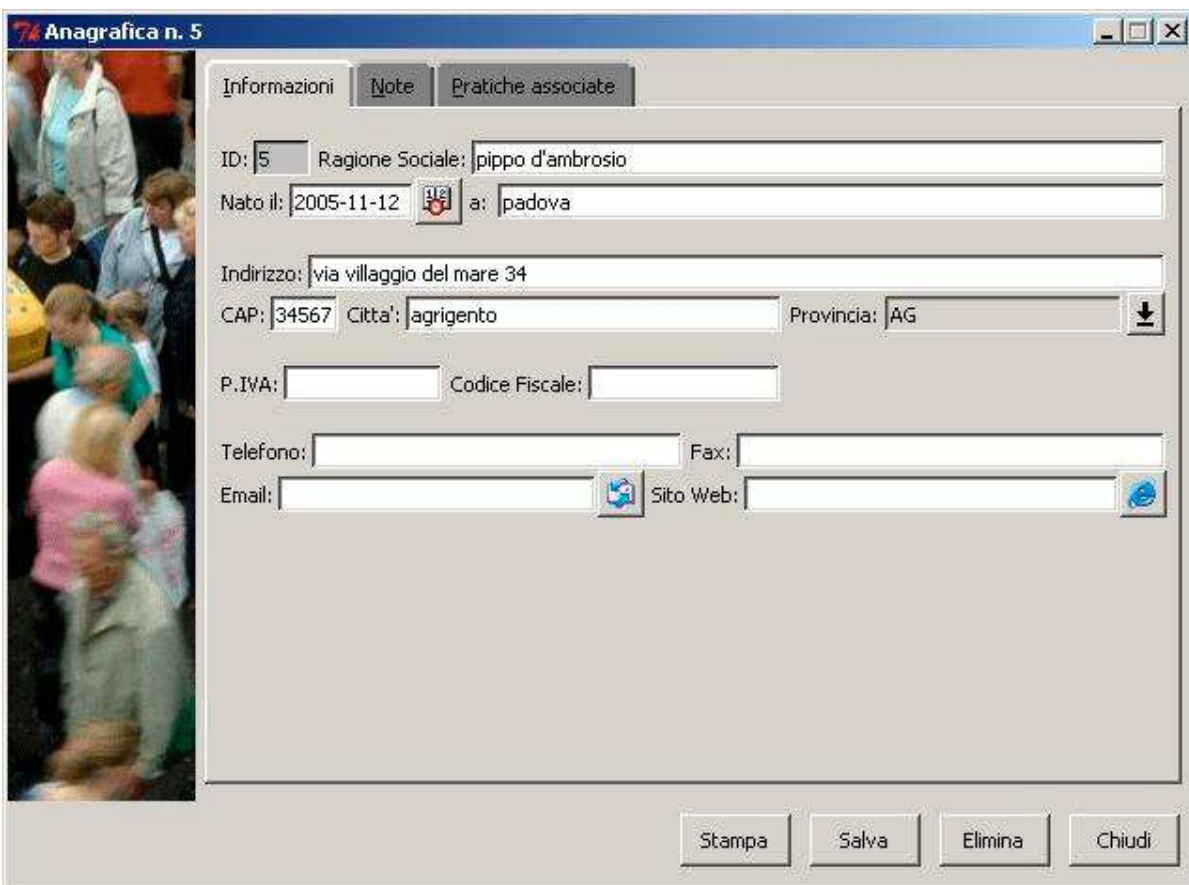 Anagrafica n. 5
Informazioni Note Pratiche associate
ID: 5 Ragione Sociale: pippo d'ambrosio
Nato il: 2005-11-12 a: padova
Indirizzo: via villaggio del mare 34
CAP: 34567 Citta': agrigento Provincia: AG
P.IVA: Codice Fiscale:
Telefono: Fax:
Email: Sito Web:
Stampa Salva Elimina Chiudi